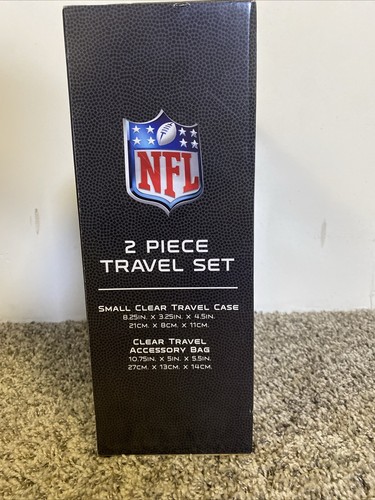 NFL
2 PIECE
TRAVEL SET
SMALL CLEAR TRAVEL CASE
8.25IN. X 3.25IN. X 4.5IN.
21CM. X 8CM. X 11CM.
CLEAR TRAVEL
ACCESSORY BAG
10.75IN. X 5IN. X 5.5IN.
27CM. X 13CM. X 14CM.